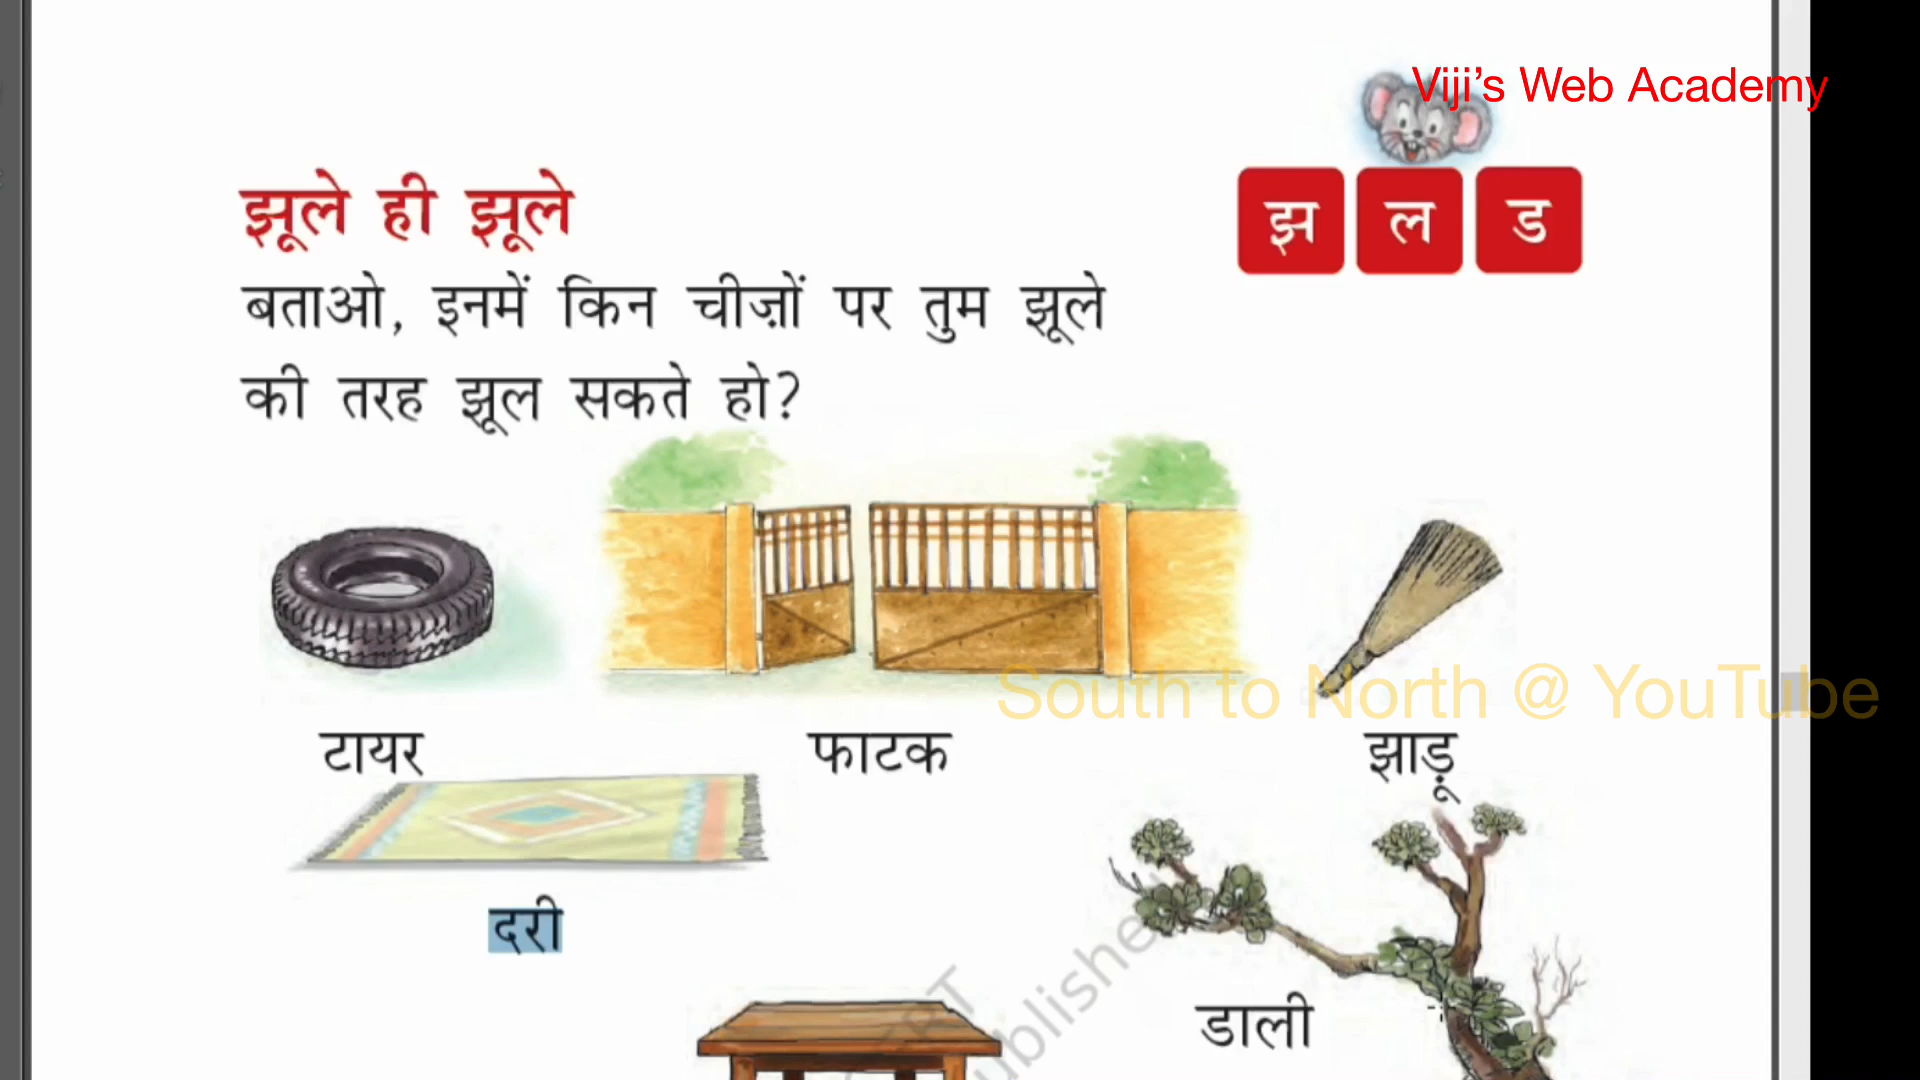 Viji’s Web Academy
झ ल ड
झूले ही झूले
बताओ, इनमें किन चीज़ों पर तुम झूले
की तरह झूल सकते हो?
South to North @ YouTube
टायर
फाटक
झाड़ू
दरी
डाली